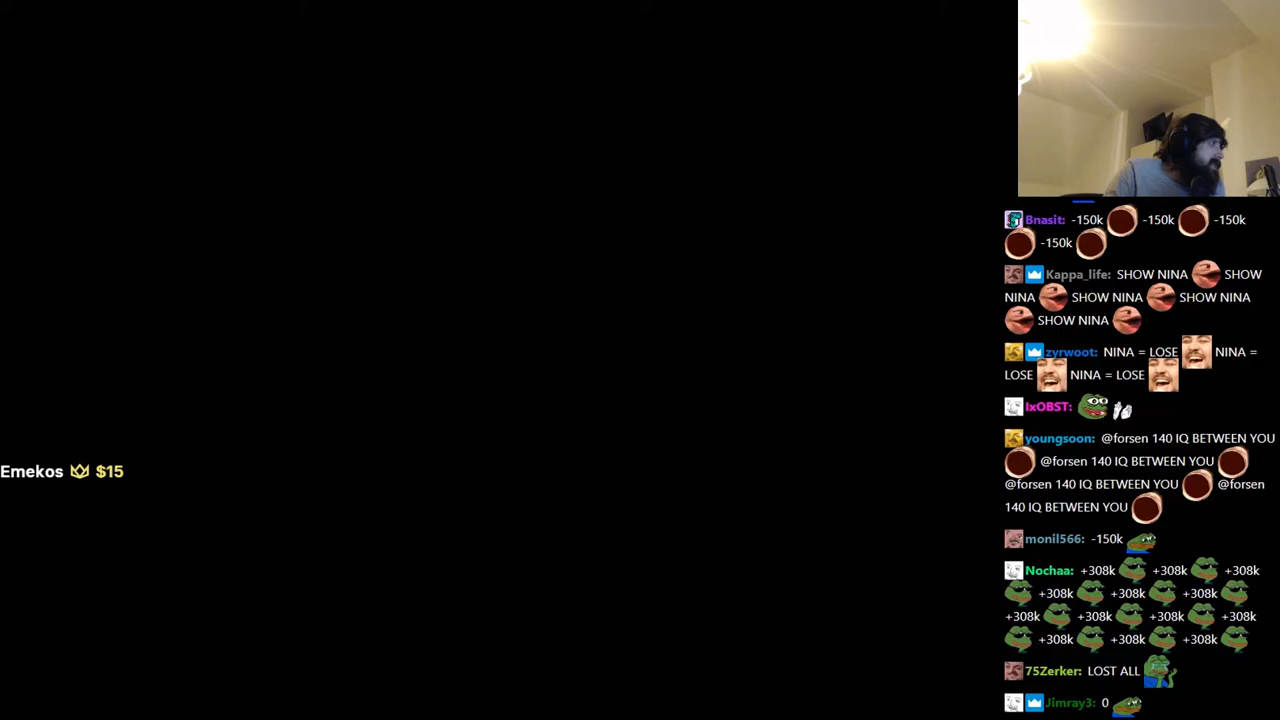 Bnasit: -150k -150k -150k
-150k
Kappa_life: SHOW NINA SHOW
NINA SHOW NINA SHOW NINA
SHOW NINA
zyrwoot: NINA = LOSE NINA =
LOSE NINA = LOSE
IxOBST:
youngsoon: @forsen 140 IQ BETWEEN YOU
@forsen 140 IQ BETWEEN YOU
@forsen 140 IQ BETWEEN YOU @forsen
140 IQ BETWEEN YOU
Emekos $15
monil566: -150k
Nochaa: +308k +308k +308k
+308k +308k +308k
+308k +308k +308k +308k
+308k +308k +308k
75Zerker: LOST ALL
Jimray3: 0